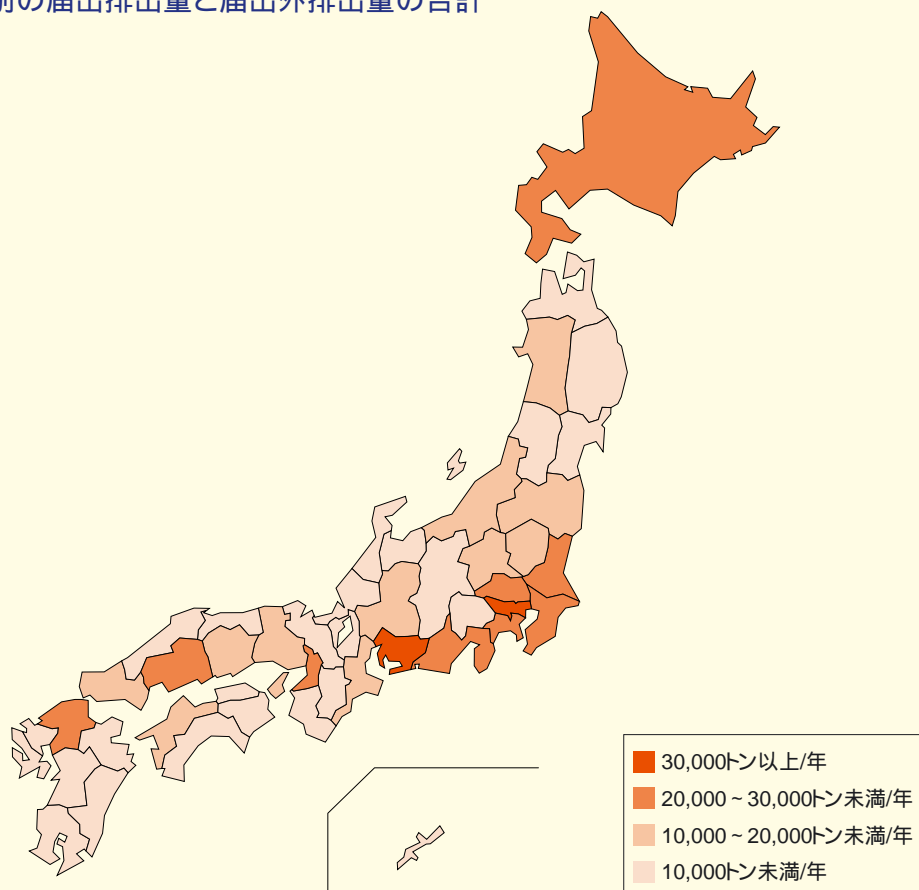 の届出排出量と届出外排出量の合計
30,000トン以上/年
20,000~30,000トン未満/年
10,000~20,000トン未満/年
10,000トン未満/年